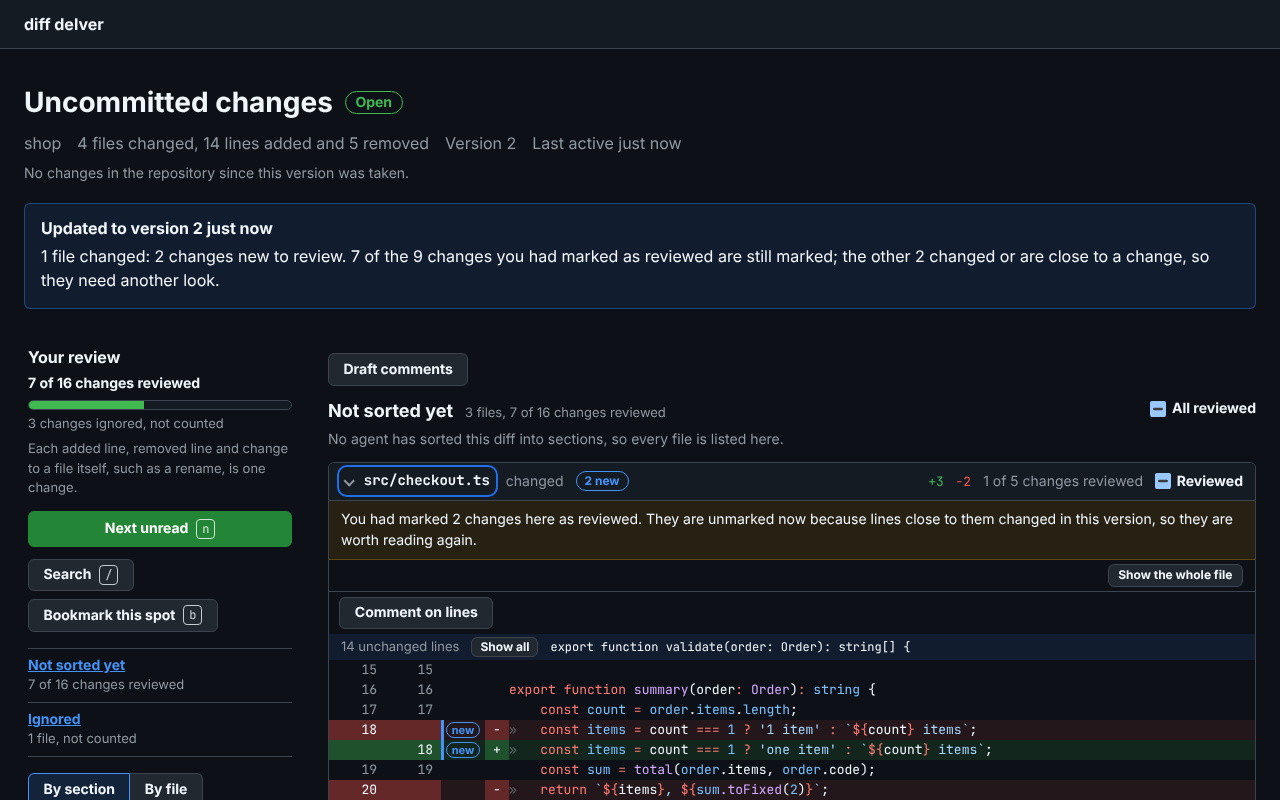 diff delver
Uncommitted changes Open
shop 4 files changed, 14 lines added and 5 removed Version 2 Last active just now
No changes in the repository since this version was taken.
Updated to version 2 just now
1 file changed: 2 changes new to review. 7 of the 9 changes you had marked as reviewed are still marked; the other 2 changed or are close to a change, so
they need another look.
Your review
7 of 16 changes reviewed
3 changes ignored, not counted
Each added line, removed line and change
to a file itself, such as a rename, is one
change.
Next unread n
Search /
Bookmark this spot b
Not sorted yet
7 of 16 changes reviewed
Ignored
1 file, not counted
By section By file
Draft comments
Not sorted yet 3 files, 7 of 16 changes reviewed All reviewed
No agent has sorted this diff into sections, so every file is listed here.
src/checkout.ts changed 2 new +3 -2 1 of 5 changes reviewed Reviewed
You had marked 2 changes here as reviewed. They are unmarked now because lines close to them changed in this version, so they are
worth reading again.
Show the whole file
Comment on lines
14 unchanged lines Show all export function validate(order: Order): string[] {
15 15
16 16 export function summary(order: Order): string {
17 17 const count = order.items.length;
18 new - » const items = count === 1 ? '1 item' : `${count} items`;
18 new + » const items = count === 1 ? 'one item' : `${count} items`;
19 19 const sum = total(order.items, order.code);
20 - » return `${items}, ${sum.toFixed(2)}`;